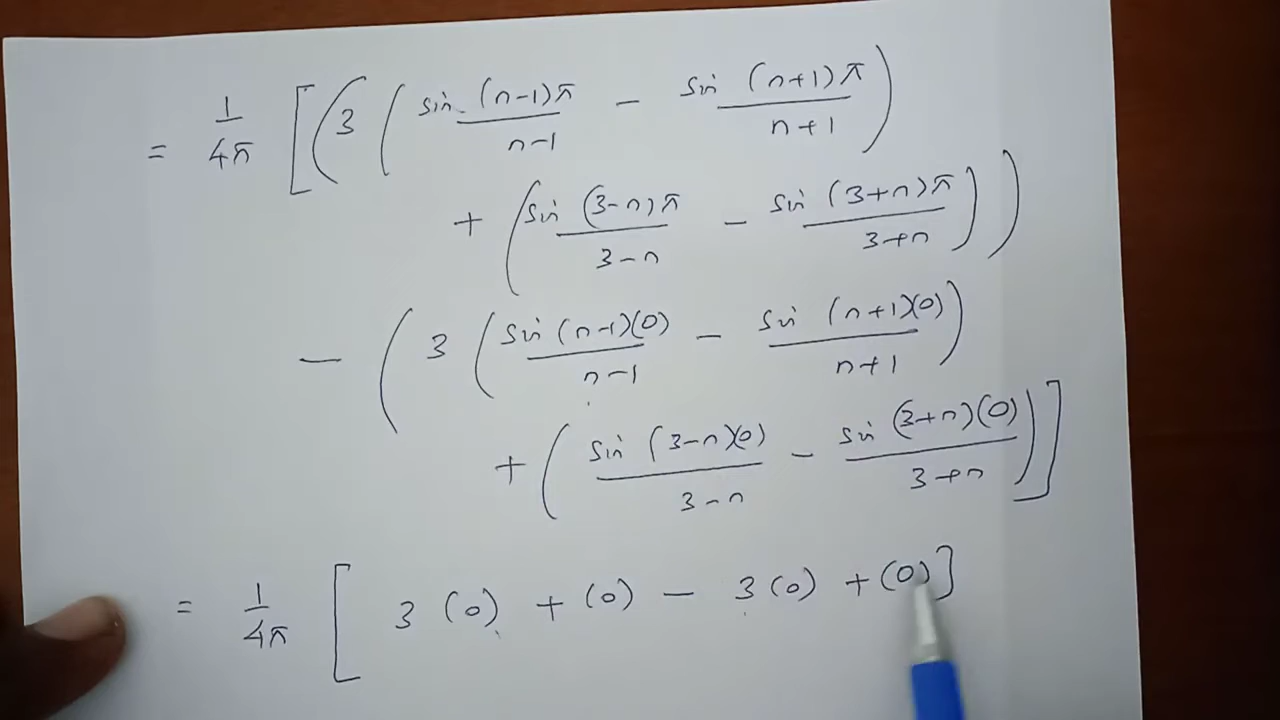 = 1/4π [(3 (sin (n-1)π / n-1 - sin (n+1)π / n+1)
+ (sin (3-n)π / 3-n - sin (3+n)π / 3+n))
- (3 (sin (n-1)(0) / n-1 - sin (n+1)(0) / n+1)
+ (sin (3-n)(0) / 3-n - sin (3+n)(0) / 3+n)]
= 1/4π [3 (0) + (0) - 3 (0) + (0)]